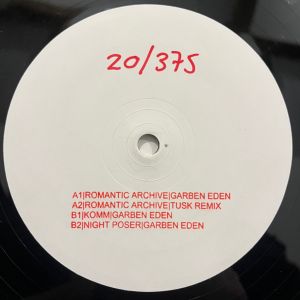 20/375
A1|ROMANTIC ARCHIVE|GARBEN EDEN
A2|ROMANTIC ARCHIVE|TUSK REMIX
B1|KOMM|GARBEN EDEN
B2|NIGHT POSER|GARBEN EDEN